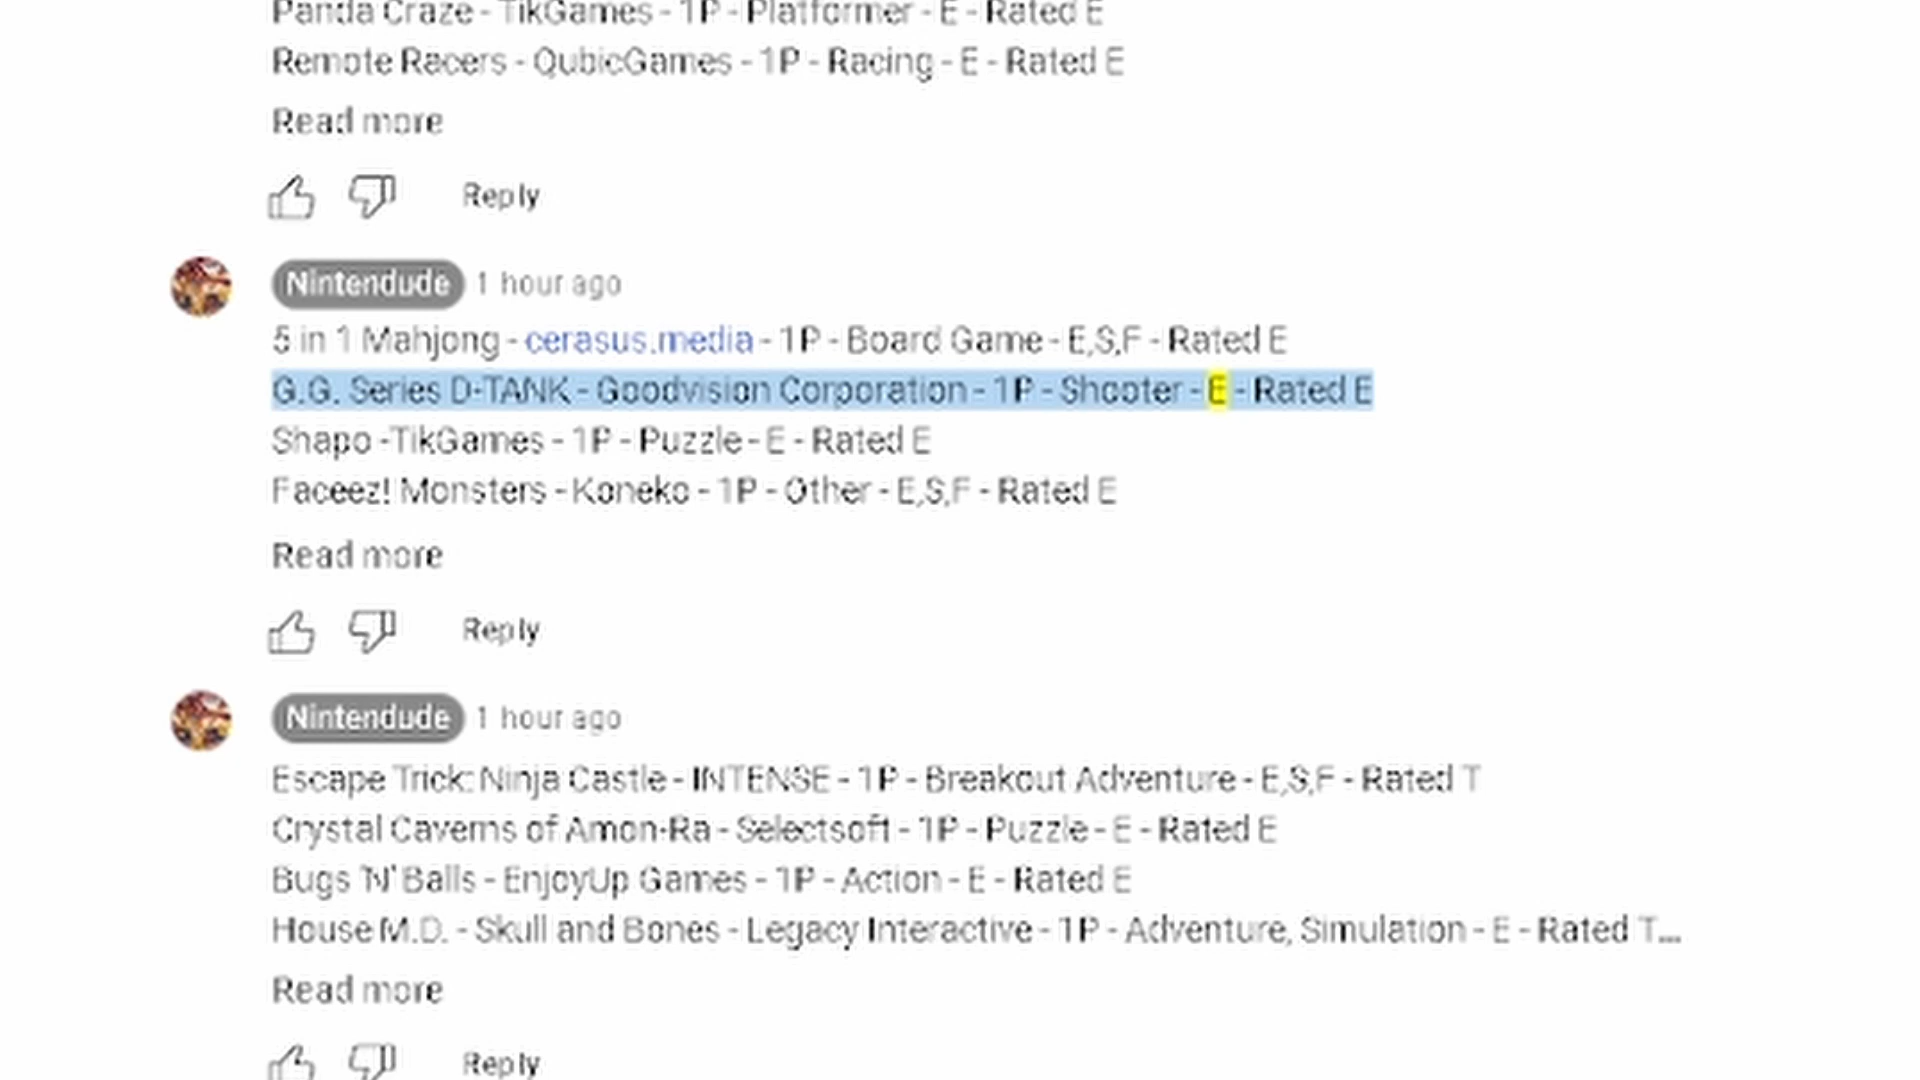 Panda Craze - TikGames - 1P - Platformer - E - Rated E
Remote Racers - QubicGames - 1P - Racing - E - Rated E
Read more
Reply
Nintendude 1 hour ago
5 in 1 Mahjong - cerasus.media - 1P - Board Game - E,S,F - Rated E
G.G. Series D-TANK - Goodvision Corporation - 1P - Shooter - E - Rated E
Shapo -TikGames - 1P - Puzzle - E - Rated E
Faceez! Monsters - Koneko - 1P - Other - E,S,F - Rated E
Read more
Reply
Nintendude 1 hour ago
Escape Trick: Ninja Castle - INTENSE - 1P - Breakout Adventure - E,S,F - Rated T
Crystal Caverns of Amon-Ra - Selectsoft - 1P - Puzzle - E - Rated E
Bugs 'N' Balls - EnjoyUp Games - 1P - Action - E - Rated E
House M.D. - Skull and Bones - Legacy Interactive - 1P - Adventure, Simulation - E - Rated T...
Read more
Reply